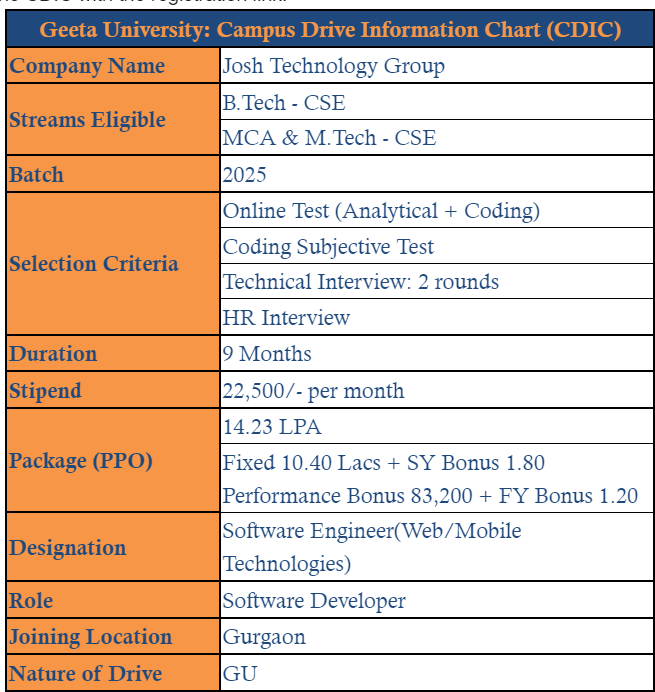 Geeta University: Campus Drive Information Chart (CDIC)
Company Name
Josh Technology Group
Streams Eligible
B.Tech - CSE
MCA & M.Tech - CSE
Batch
2025
Selection Criteria
Online Test (Analytical + Coding)
Coding Subjective Test
Technical Interview: 2 rounds
HR Interview
Duration
9 Months
Stipend
22,500/- per month
Package (PPO)
14.23 LPA
Fixed 10.40 Lacs + SY Bonus 1.80
Performance Bonus 83,200 + FY Bonus 1.20
Designation
Software Engineer(Web/Mobile
Technologies)
Role
Software Developer
Joining Location
Gurgaon
Nature of Drive
GU